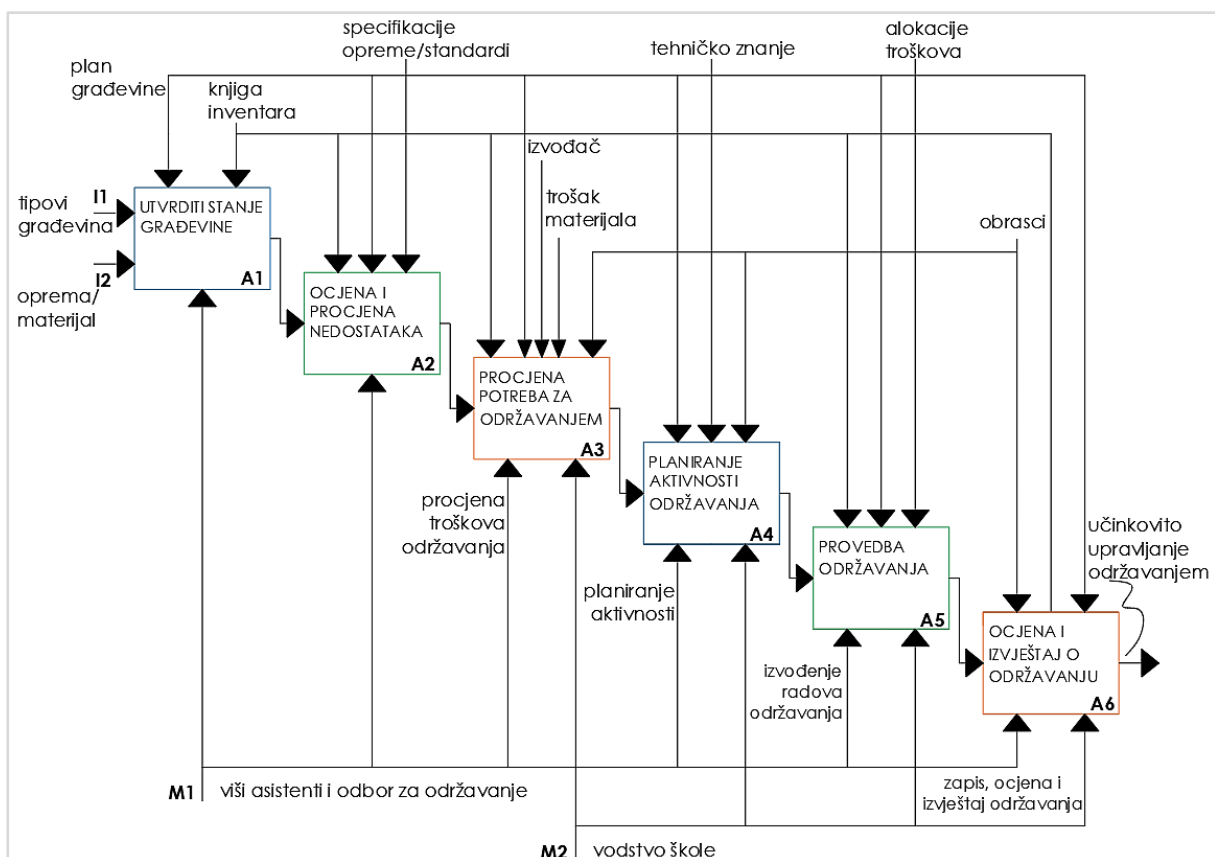 specifikacije
opreme/standardi
tehničko znanje
alokacije
troškova
plan
građevine
knjiga
inventara
izvođač
trošak
materijala
obrasci
tipovi
građevina
I1
I2
oprema/
materijal
UTVRDITI STANJE
GRAĐEVINE
A1
OCJENA I
PROCJENA
NEDOSTATAKA
A2
PROCJENA
POTREBA ZA
ODRŽAVANJEM
A3
PLANIRANJE
AKTIVNOSTI
ODRŽAVANJA
A4
PROVEDBA
ODRŽAVANJA
A5
OCJENA I
IZVJEŠTAJ O
ODRŽAVANJU
A6
učinkovito
upravljanje
održavanjem
procjena
troškova
održavanja
planiranje
aktivnosti
izvođenje
radova
održavanja
zapis, ocjena i
izvještaj održavanja
M1
viši asistenti i odbor za održavanje
M2
vodstvo škole